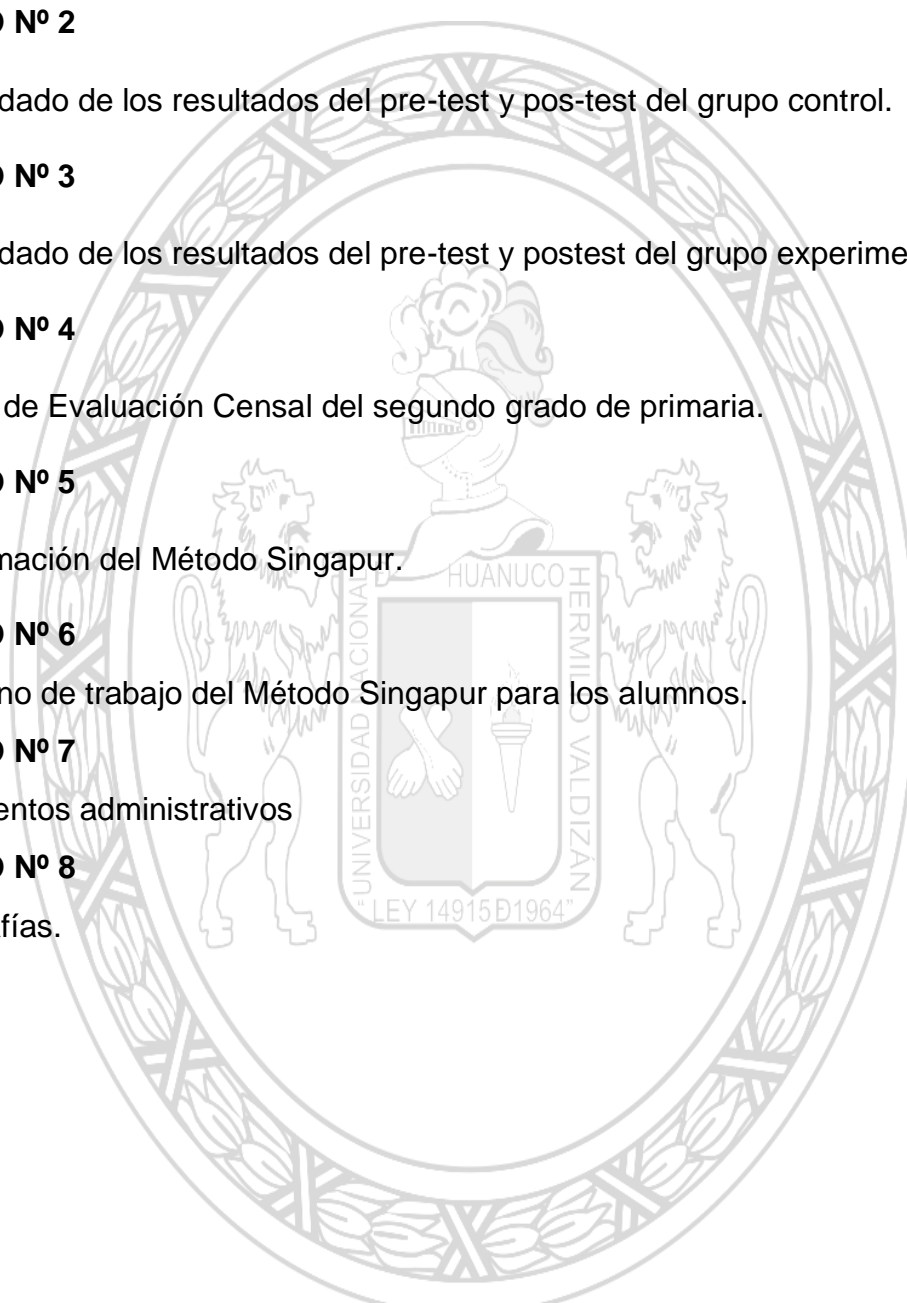 O Nº 2
dado de los resultados del pre-test y pos-test del grupo control.
O Nº 3
dado de los resultados del pre-test y postest del grupo experime
O Nº 4
de Evaluación Censal del segundo grado de primaria.
O Nº 5
mación del Método Singapur.
O Nº 6
no de trabajo del Método Singapur para los alumnos.
O Nº 7
entos administrativos
O Nº 8
afías.
"UNIVERSIDAD NACIONAL
HUANUCO
HERMILIO VALDIZÁN
LEY 14915 Đ1964"